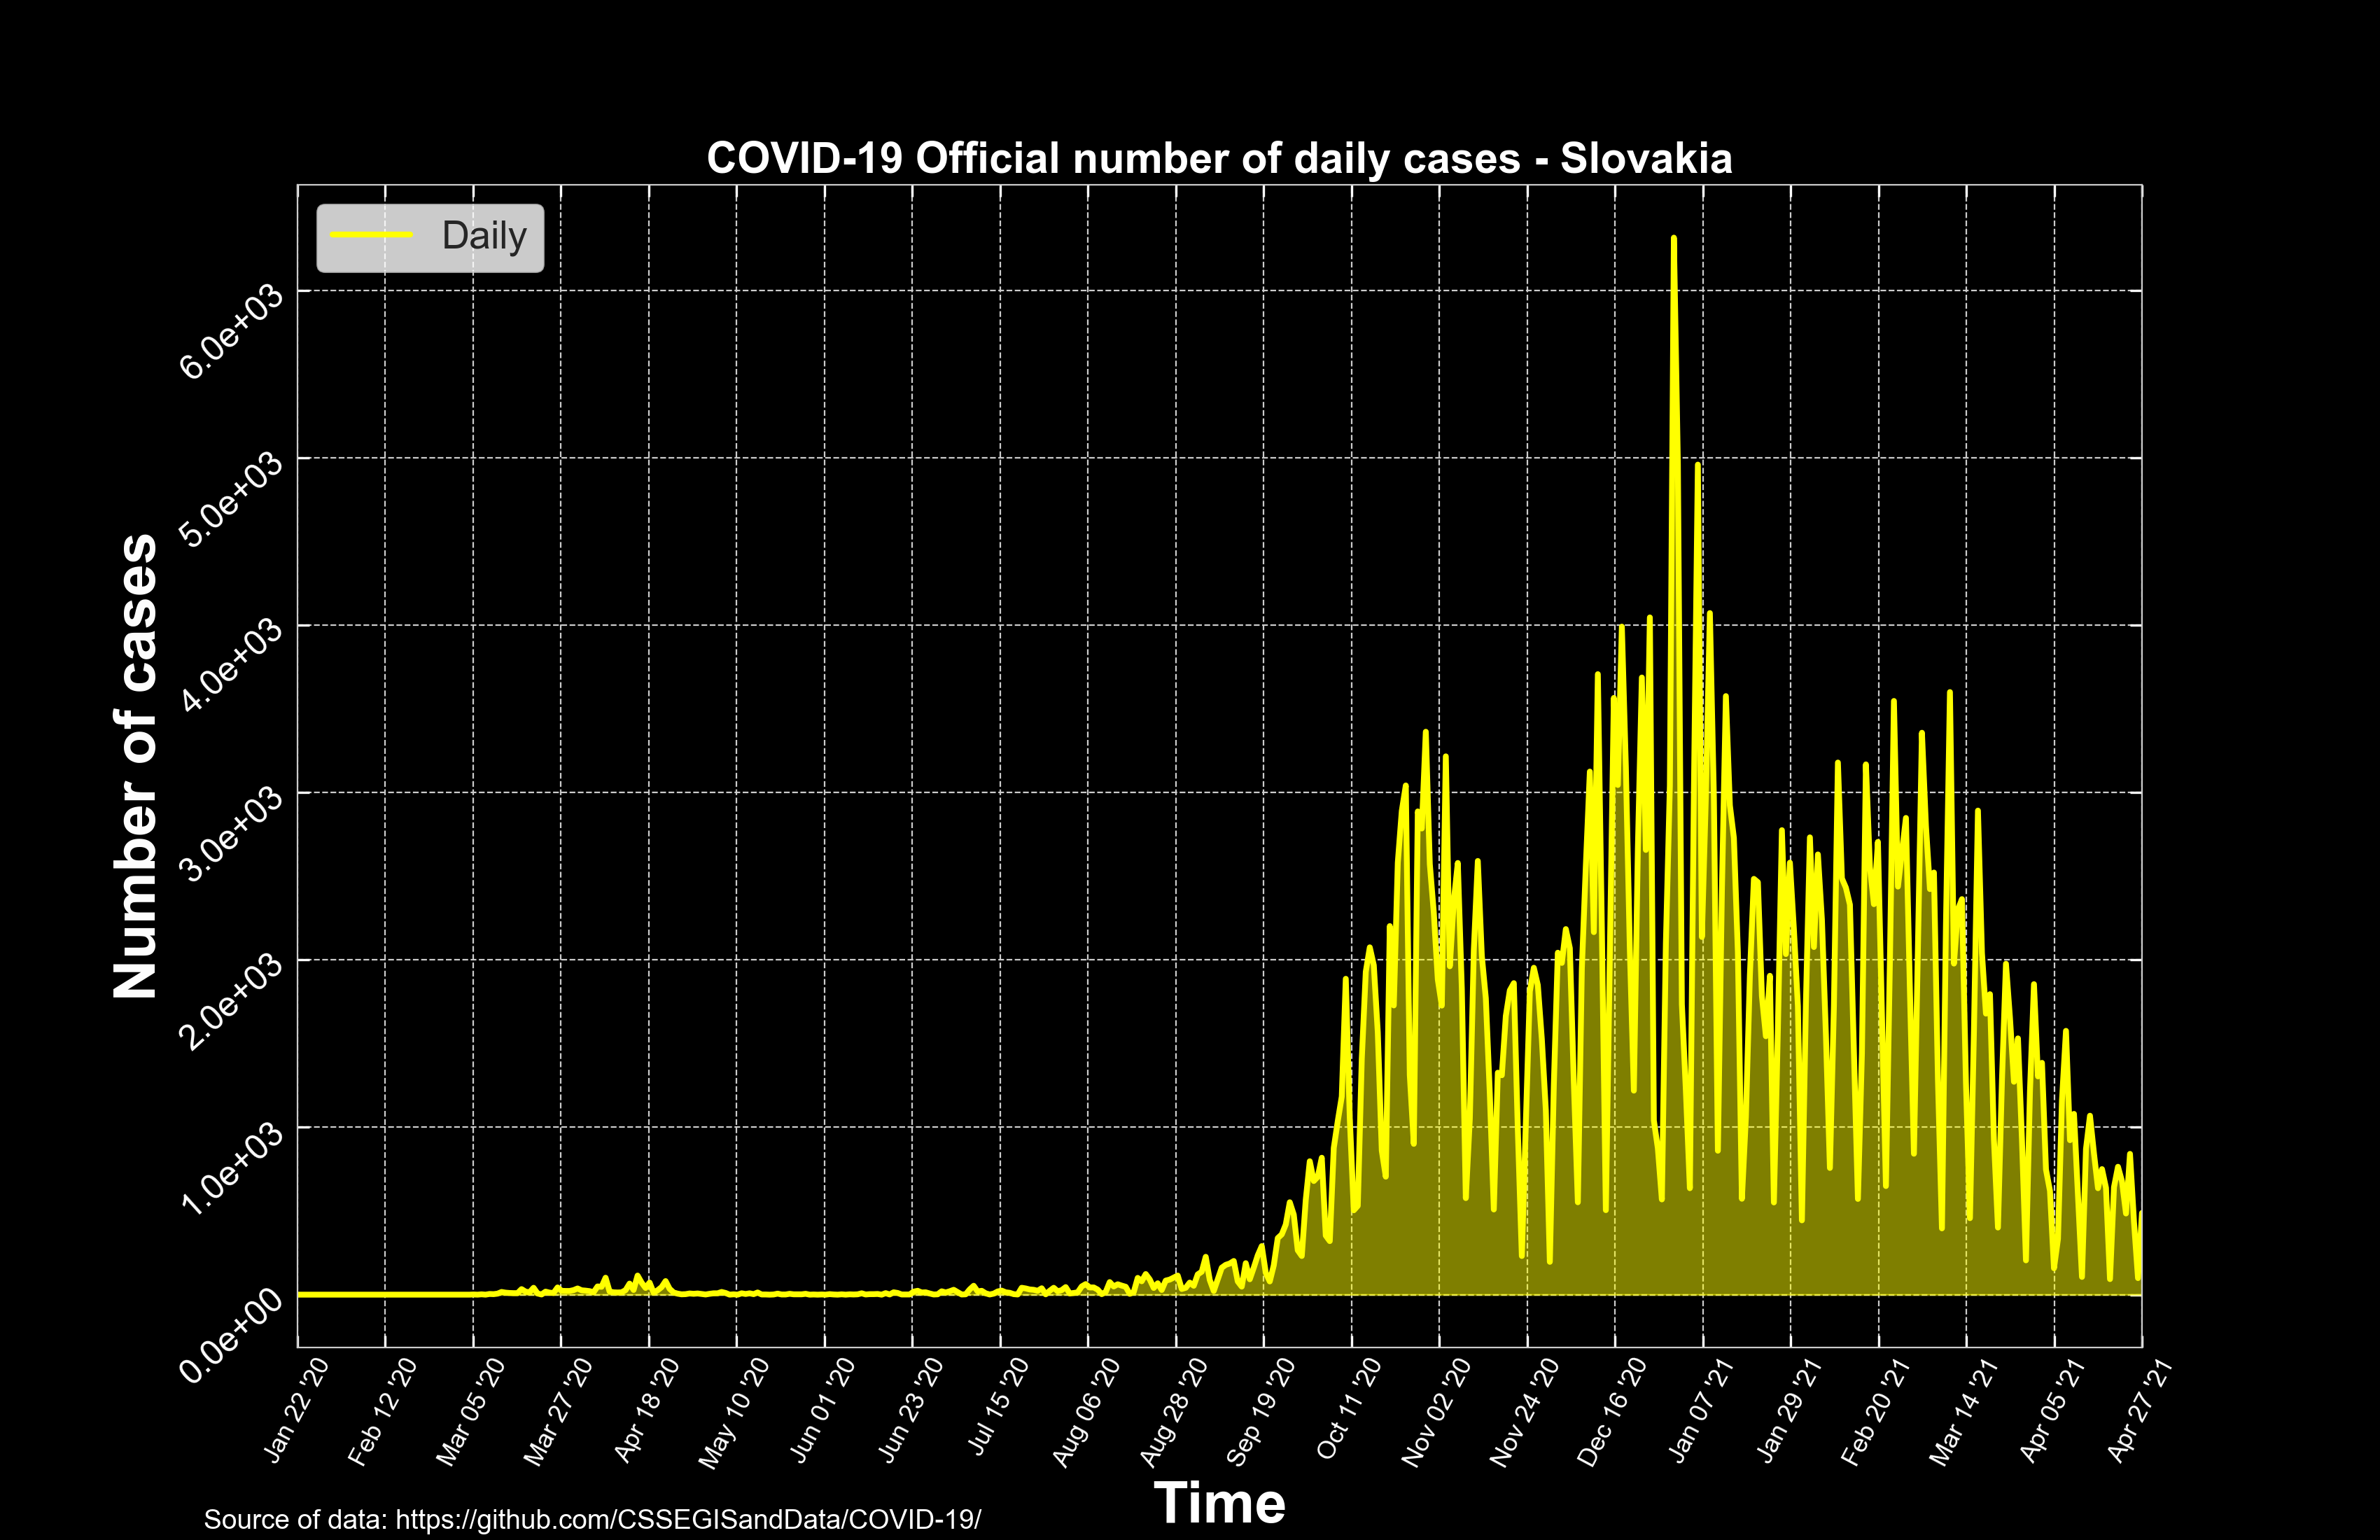 COVID-19 Official number of daily cases - Slovakia
Daily
Number of cases
6.0e+03
5.0e+03
4.0e+03
3.0e+03
2.0e+03
1.0e+03
0.0e+00
Jan 22 '20
Feb 12 '20
Mar 05 '20
Mar 27 '20
Apr 18 '20
May 10 '20
Jun 01 '20
Jun 23 '20
Jul 15 '20
Aug 06 '20
Aug 28 '20
Sep 19 '20
Oct 11 '20
Nov 02 '20
Nov 24 '20
Dec 16 '20
Jan 07 '21
Jan 29 '21
Feb 20 '21
Mar 14 '21
Apr 05 '21
Apr 27 '21
Time
Source of data: https://github.com/CSSEGISandData/COVID-19/